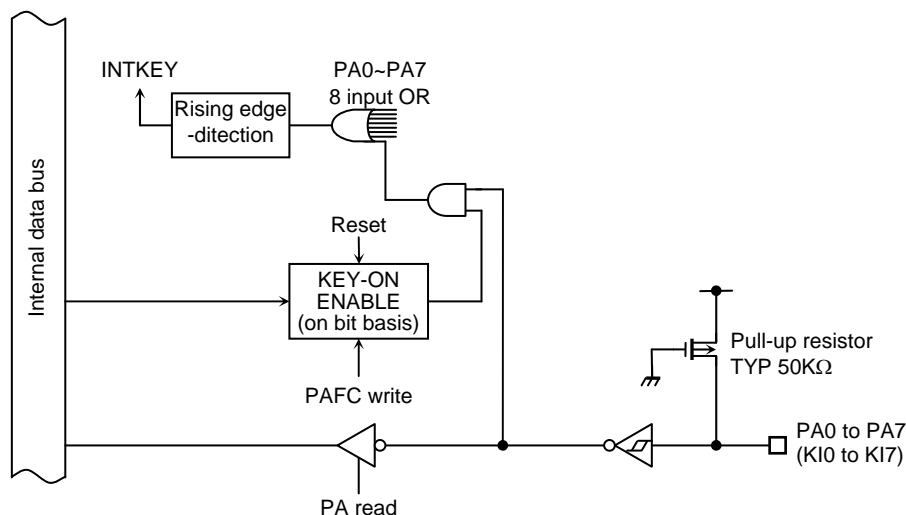 INTKEY
PA0~PA7
8 input OR
Rising edge
-ditection
Internal data bus
Reset
KEY-ON
ENABLE
(on bit basis)
PAFC write
Pull-up resistor
TYP 50KΩ
PA0 to PA7
(KI0 to KI7)
PA read